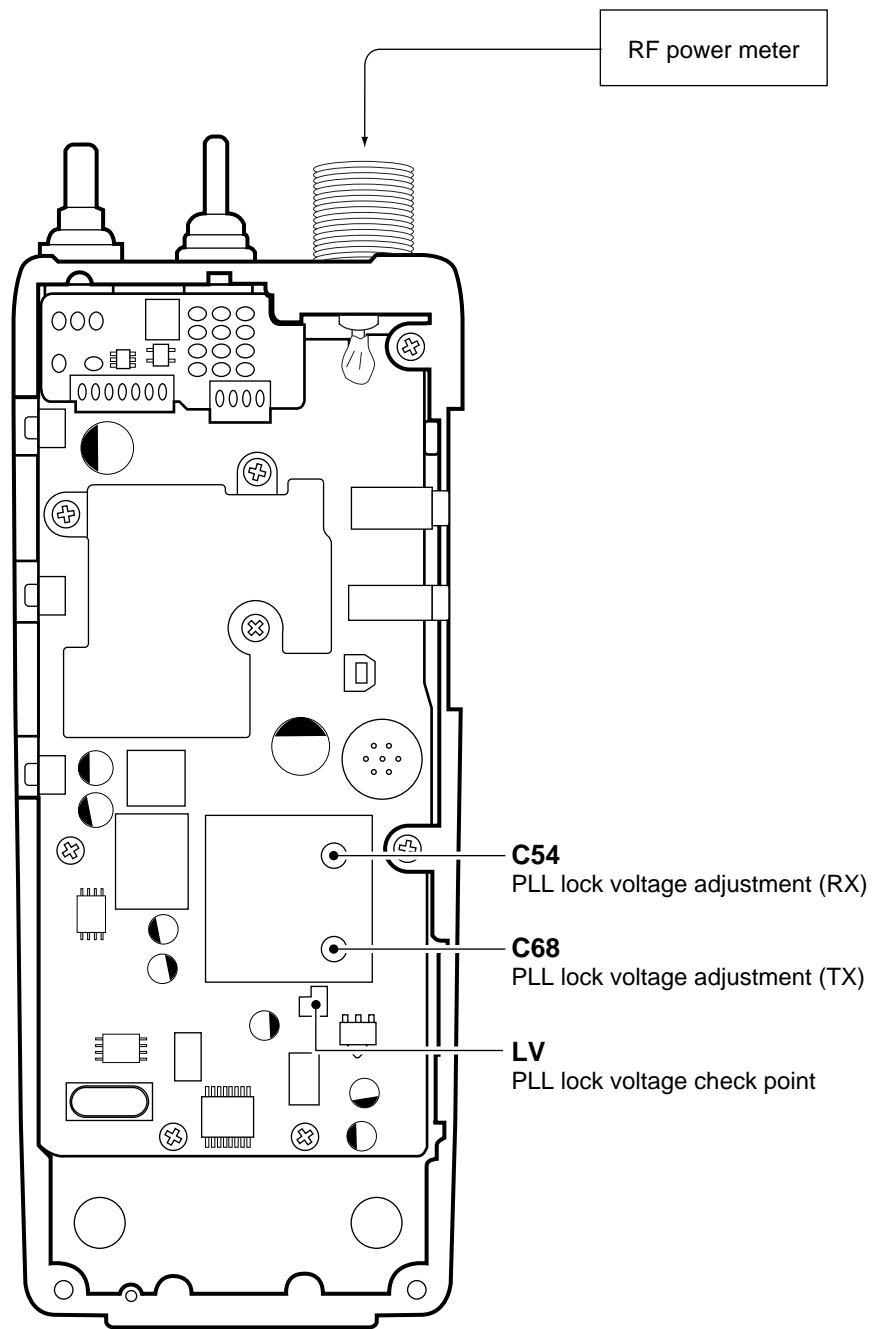 RF power meter
C54
PLL lock voltage adjustment (RX)
C68
PLL lock voltage adjustment (TX)
LV
PLL lock voltage check point